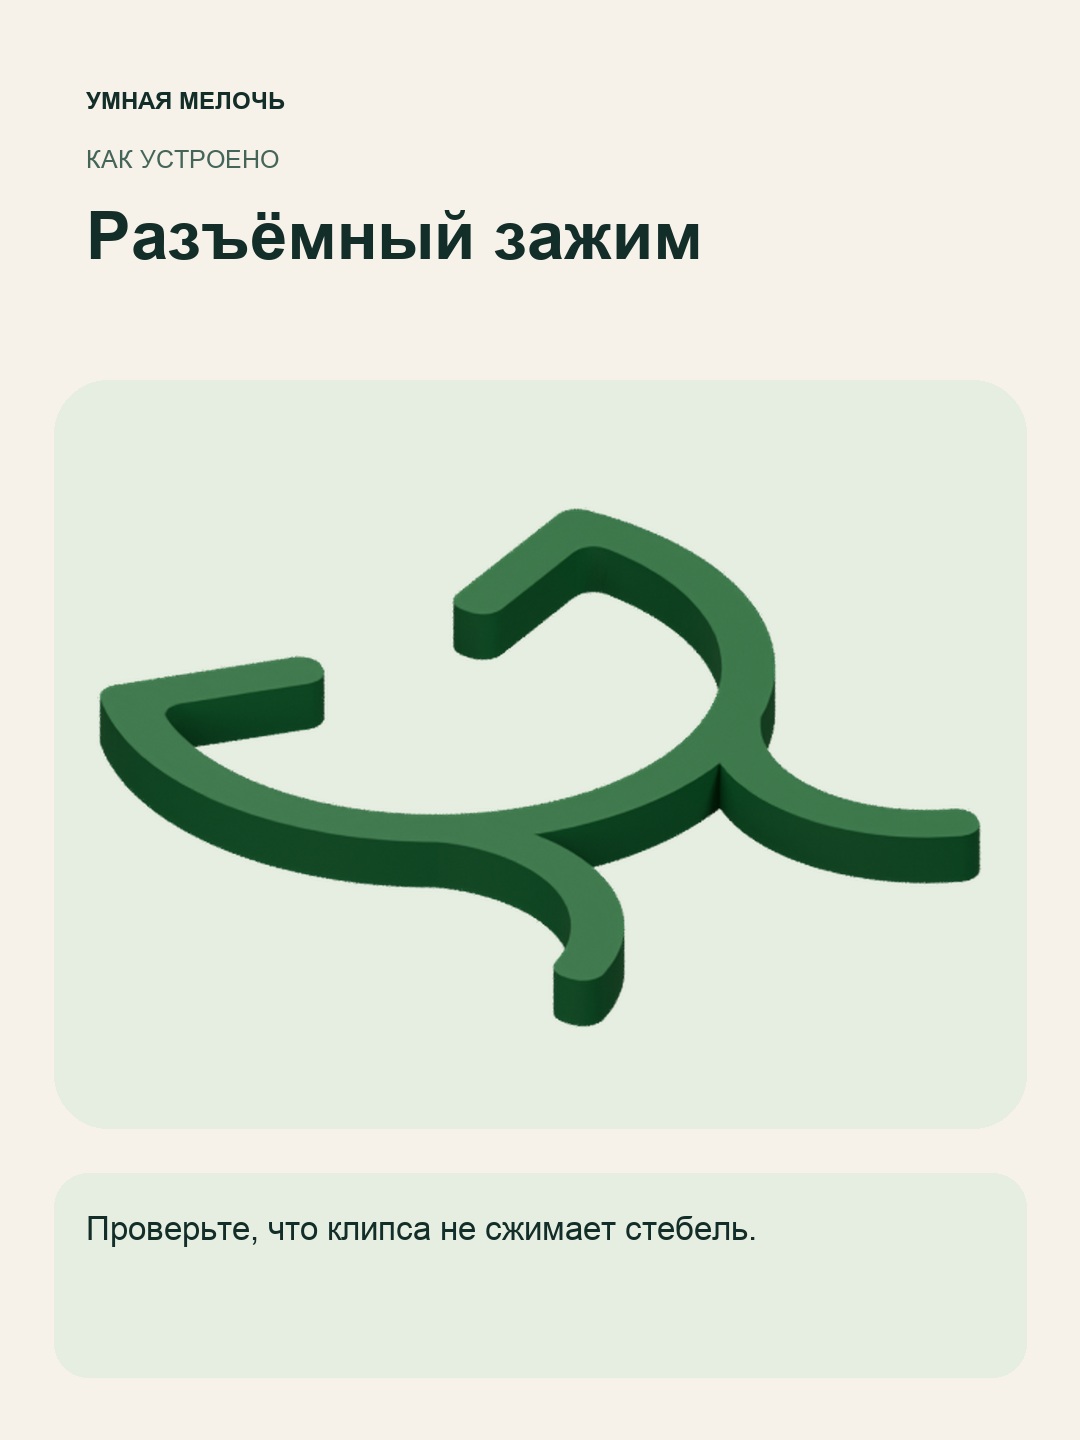 УМНАЯ МЕЛОЧЬ
КАК УСТРОЕНО
Разъёмный зажим
Проверьте, что клипса не сжимает стебель.